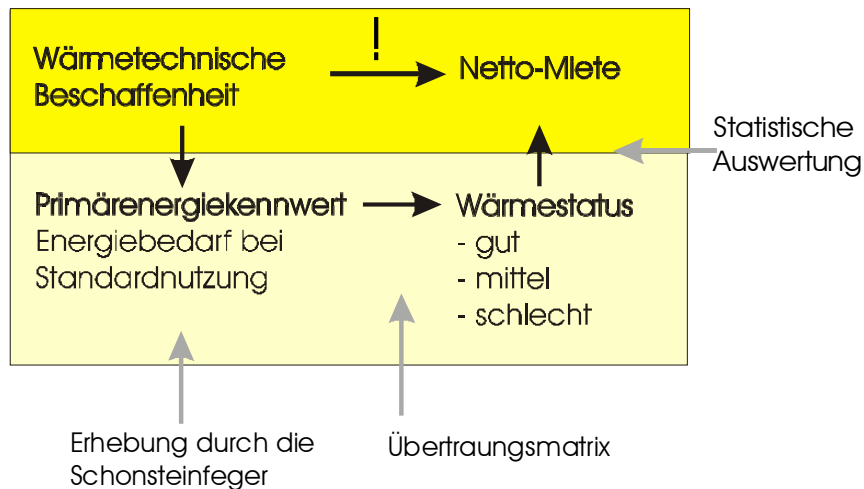 !
Wärmetechnische
Beschaffenheit
Netto-Miete
Statistische
Auswertung
Primärenergiekennwert
Energiebedarf bei
Standardnutzung
Wärmestatus
- gut
- mittel
- schlecht
Erhebung durch die
Schonsteinfeger
Übertraungsmatrix